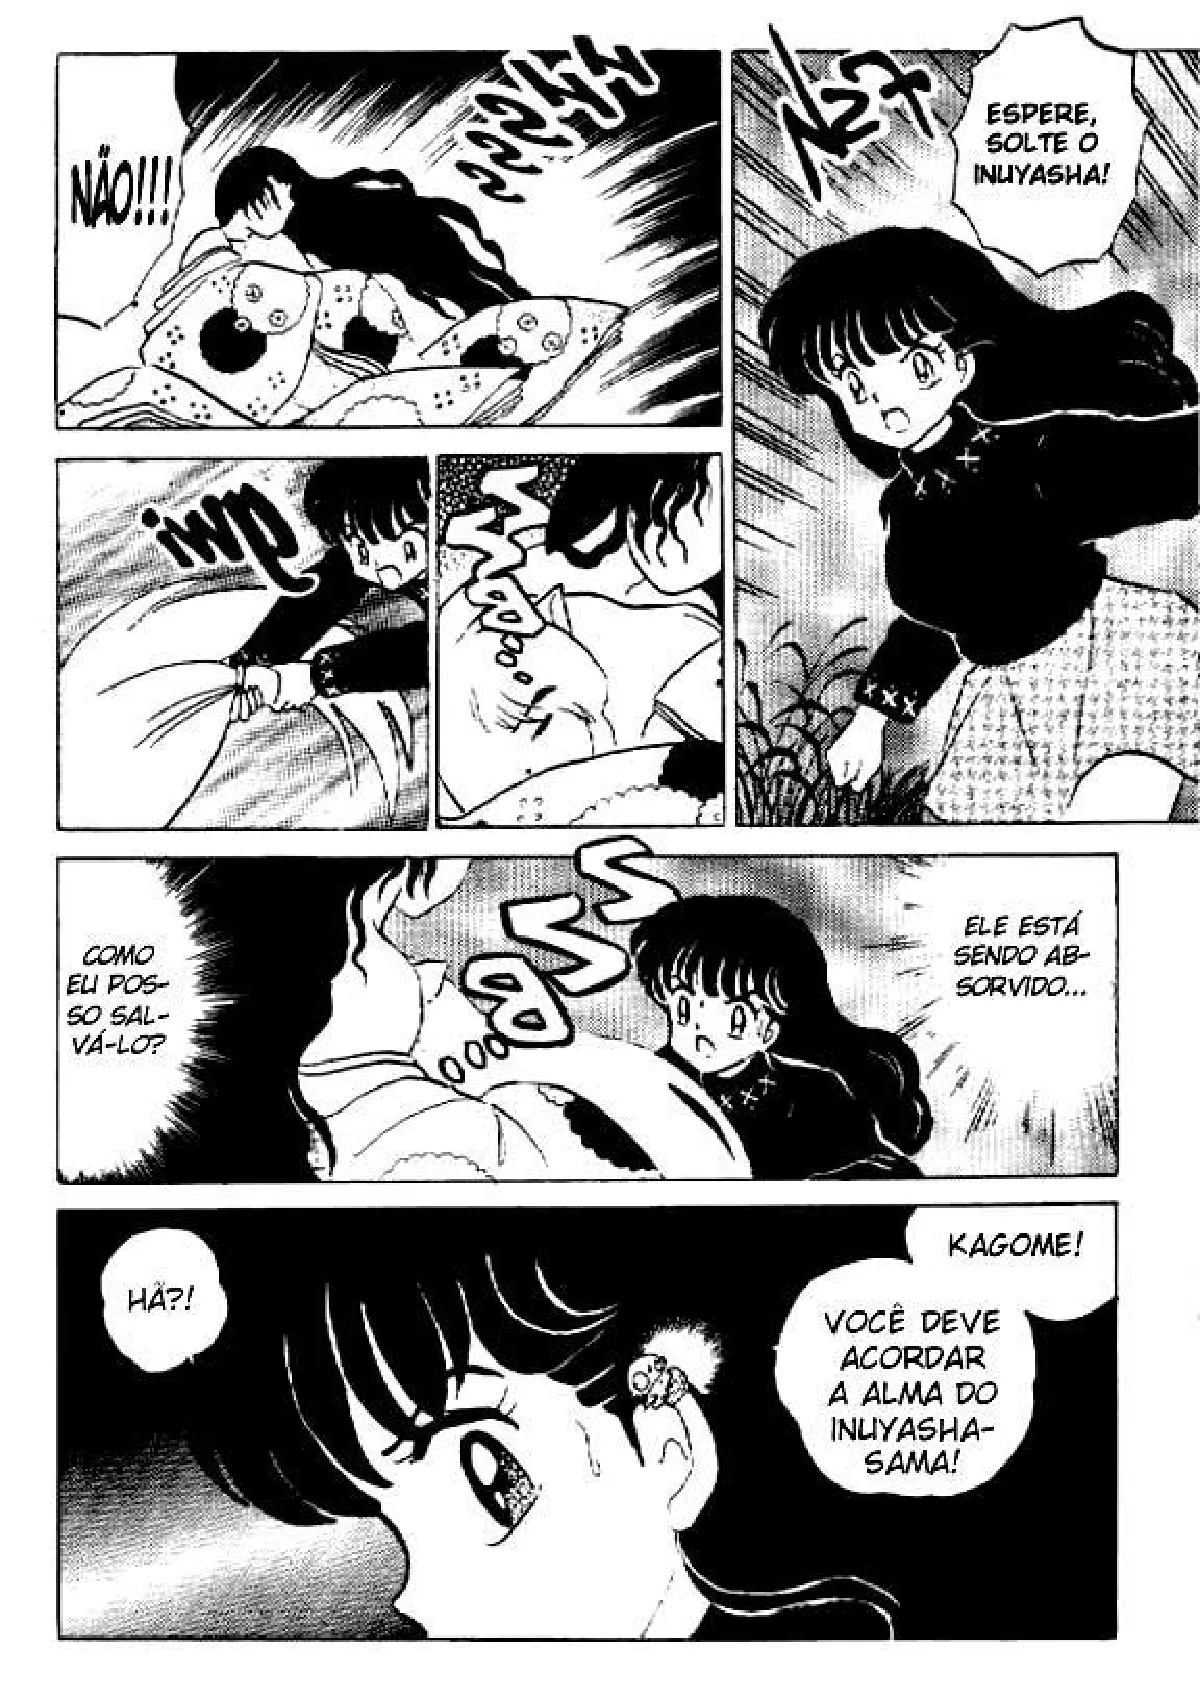 ESPERE,
SOLTE O
INUYASHA!
NÃO!!!
ELE ESTÁ
SENDO AB-
SORVIDO...
COMO
EU POS-
SO SAL-
VÁ-LO?
KAGOME!
VOCÊ DEVE
ACORDAR
A ALMA DO
INUYASHA-
SAMA!
HÃ?!